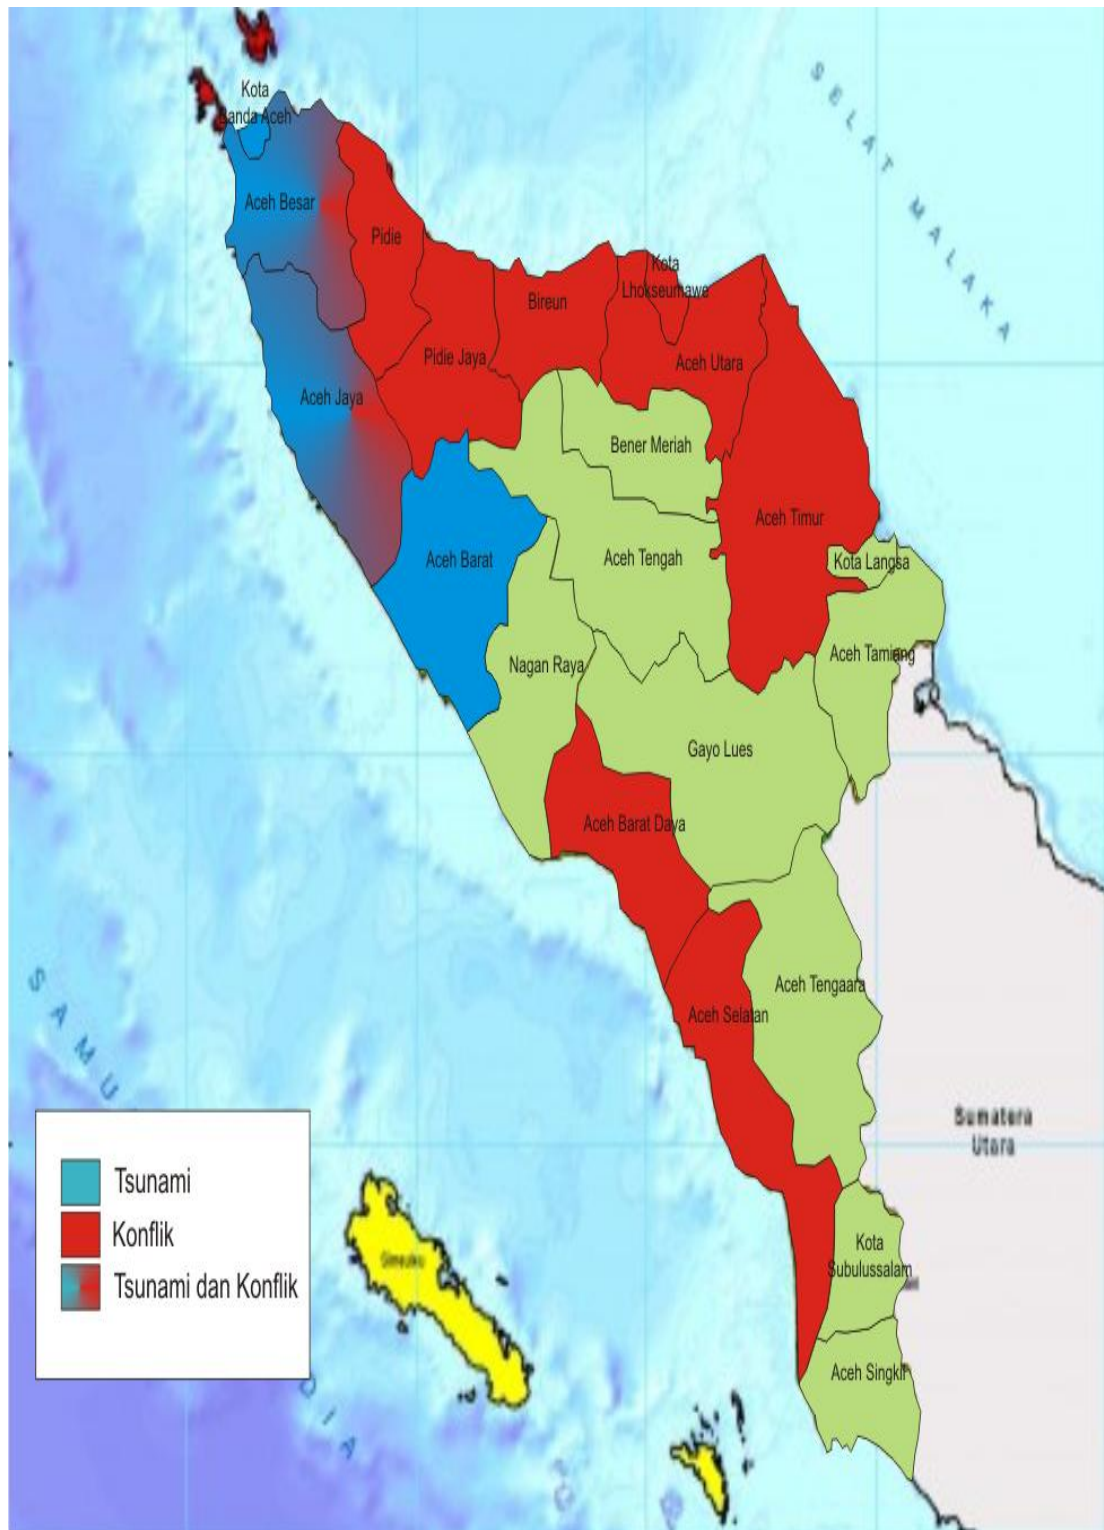 Kota
Banda Aceh
SELAT MALAKA
Aceh Besar
Pidie
Kota
Lhokseumawe
Bireun
Pidie Jaya
Aceh Utara
Aceh Jaya
Bener Meriah
Aceh Timur
Aceh Barat
Aceh Tengah
Kota Langsa
Nagan Raya
Aceh Tamiang
Gayo Lues
Aceh Barat Daya
Aceh Tengaara
Aceh Selatan
SAMU
Sumatera
Utara
Tsunami
Konflik
Tsunami dan Konflik
Kota
Subulussalam
Aceh Singkil
DIA